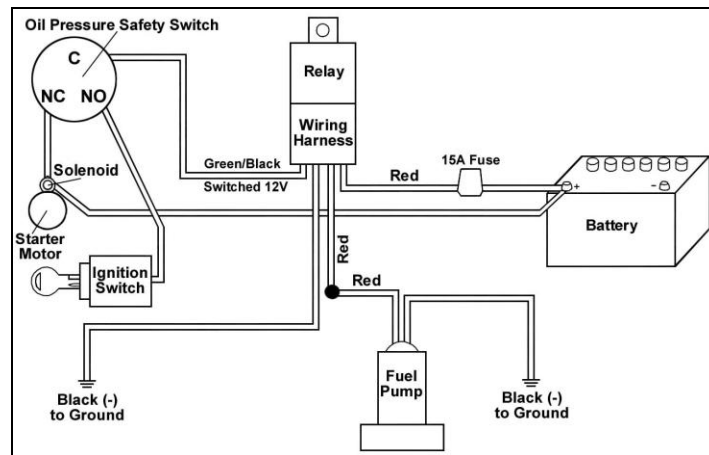 Oil Pressure Safety Switch
C
NC NO
Relay
Wiring
Harness
Green/Black
Switched 12V
Red
15A Fuse
+
-
Battery
Solenoid
Starter
Motor
Ignition
Switch
Red
Red
Fuel
Pump
Black (-)
to Ground
Black (-)
to Ground